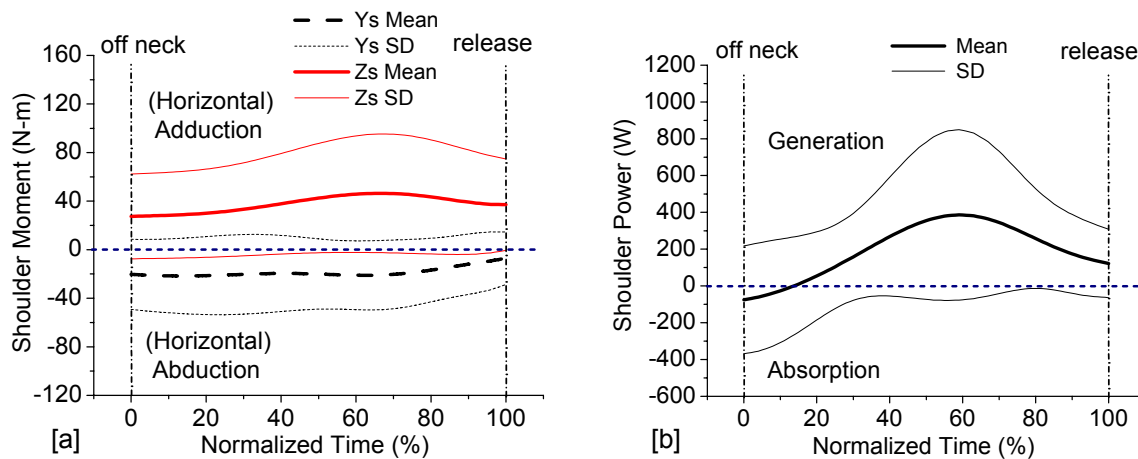 off neck
release
Ys Mean
Ys SD
Zs Mean
Zs SD
(Horizontal)
Adduction
(Horizontal)
Abduction
Shoulder Moment (N-m)
160
120
80
40
0
-40
-80
-120
0 20 40 60 80 100
Normalized Time (%)
[a]
off neck
release
Mean
SD
Generation
Absorption
Shoulder Power (W)
1200
1000
800
600
400
200
0
-200
-400
-600
0 20 40 60 80 100
Normalized Time (%)
[b]